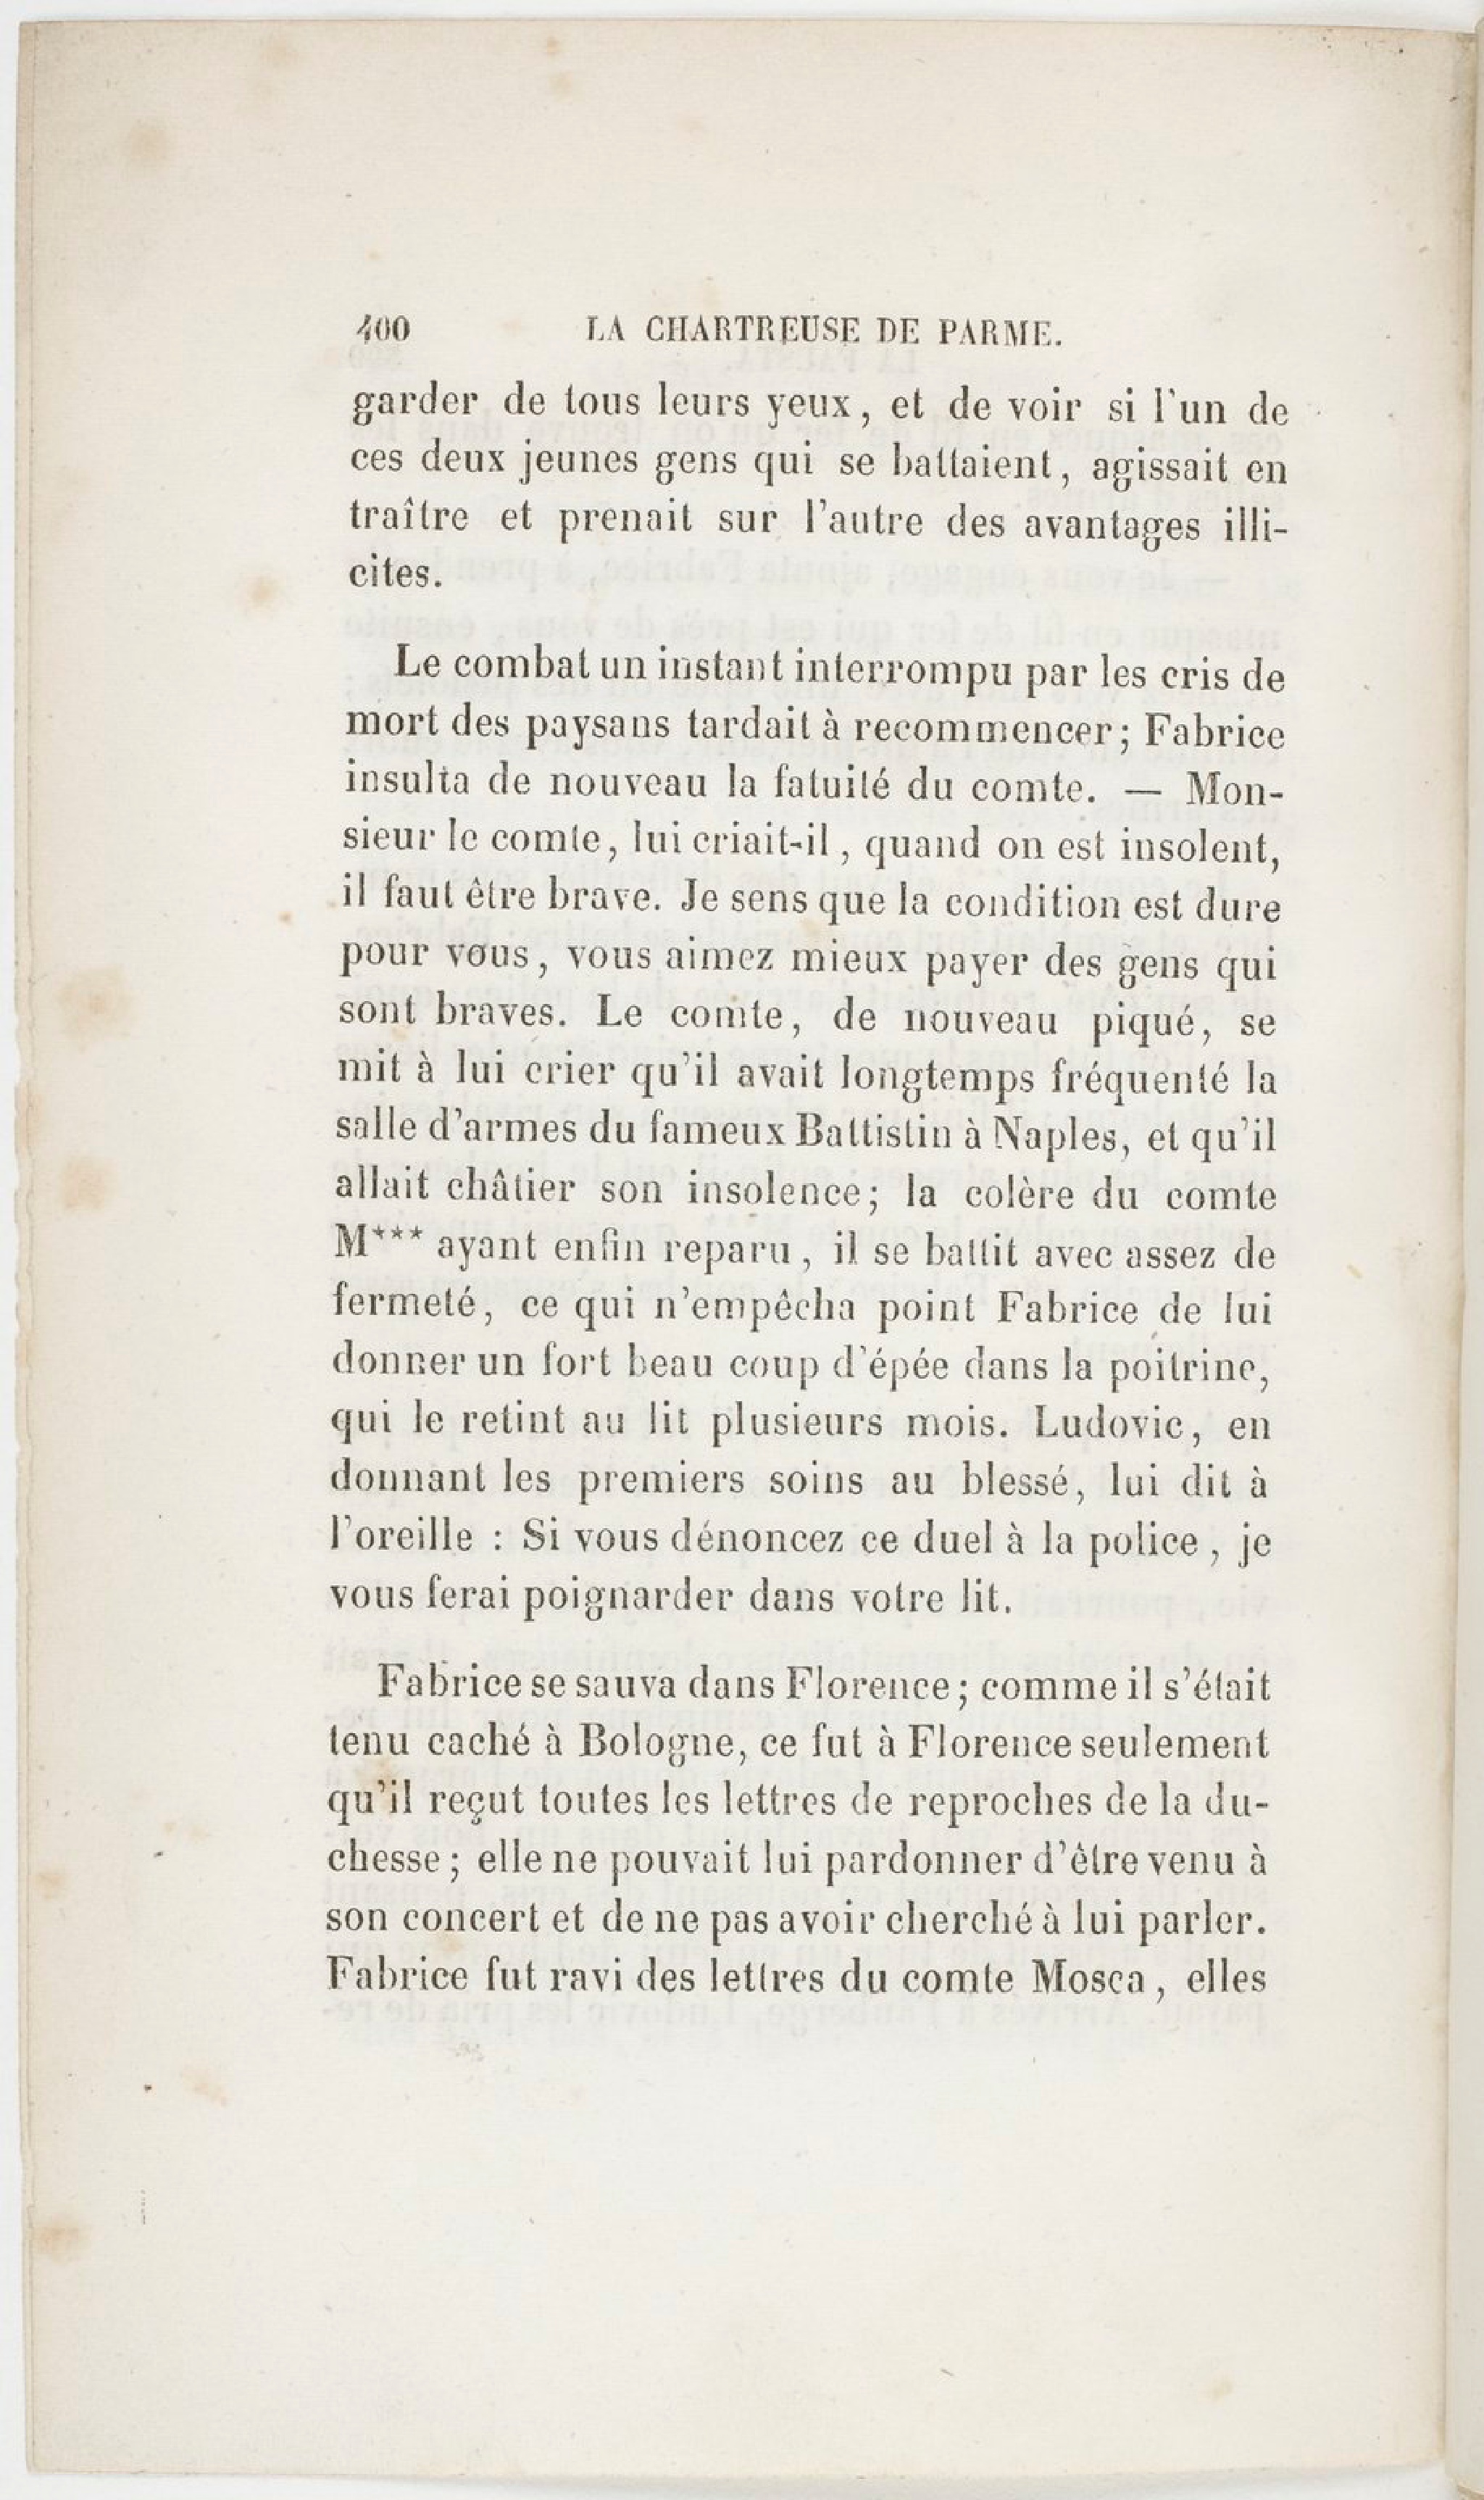 400 LA CHARTREUSE DE PARME.
garder de tous leurs yeux, et de voir si l'un de
ces deux jeunes gens qui se battaient, agissait en
traître et prenait sur l'autre des avantages illi-
cites.
Le combat un instant interrompu par les cris de
mort des paysans tardait à recommencer; Fabrice
insulta de nouveau la fatuité du comte. — Mon-
sieur le comte, lui criait-il, quand on est insolent,
il faut être brave. Je sens que la condition est dure
pour vous, vous aimez mieux payer des gens qui
sont braves. Le comte, de nouveau piqué, se
mit à lui crier qu'il avait longtemps fréquenté la
salle d'armes du fameux Battistin à Naples, et qu'il
allait châtier son insolence; la colère du comte
M*** ayant enfin reparu, il se battit avec assez de
fermeté, ce qui n'empêcha point Fabrice de lui
donner un fort beau coup d'épée dans la poitrine,
qui le retint au lit plusieurs mois. Ludovic, en
donnant les premiers soins au blessé, lui dit à
l'oreille : Si vous dénoncez ce duel à la police, je
vous ferai poignarder dans votre lit.
Fabrice se sauva dans Florence; comme il s'était
tenu caché à Bologne, ce fut à Florence seulement
qu'il reçut toutes les lettres de reproches de la du-
chesse; elle ne pouvait lui pardonner d'être venu à
son concert et de ne pas avoir cherché à lui parler.
Fabrice fut ravi des lettres du comte Mosca, elles